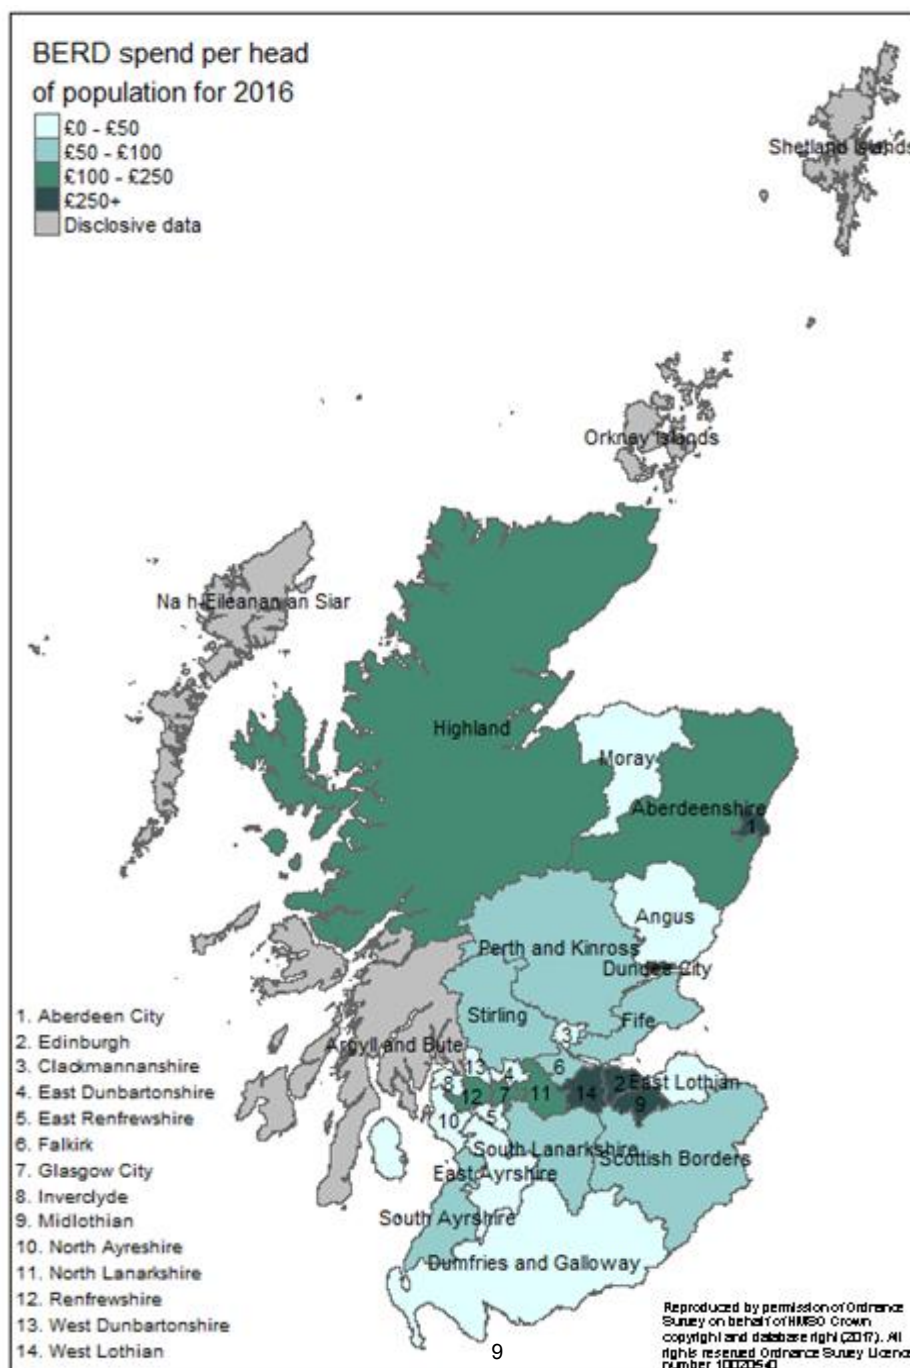 BERD spend per head
of population for 2016
£0 - £50
£50 - £100
£100 - £250
£250+
Disclosive data
Shetland Islands
Orkney Islands
Na h-Eileanan an Siar
Highland
Moray
Aberdeenshire
1
Angus
Perth and Kinross
Dundee City
Stirling
3
Fife
Argyll and Bute
13
4
6
2
East Lothian
8
12
7
11
14
9
10
5
South Lanarkshire
Scottish Borders
East Ayrshire
South Ayrshire
Dumfries and Galloway
1. Aberdeen City
2. Edinburgh
3. Clackmannanshire
4. East Dunbartonshire
5. East Renfrewshire
6. Falkirk
7. Glasgow City
8. Inverclyde
9. Midlothian
10. North Ayreshire
11. North Lanarkshire
12. Renfrewshire
13. West Dunbartonshire
14. West Lothian
9
Reproduced by permission of Ordnance
Survey on behalf of HMSO Crown
copyright and database right (2017). All
rights reserved Ordnance Survey Licence
number 10020540